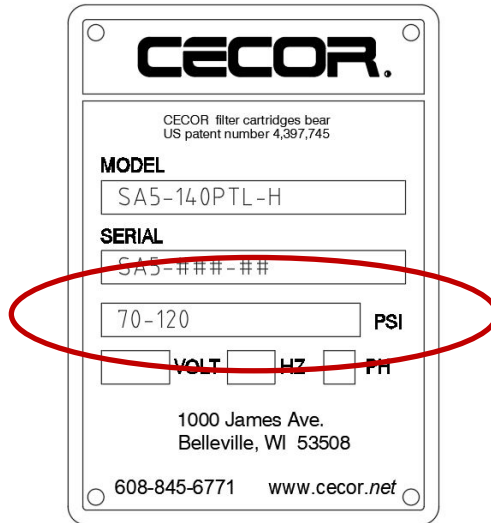 CECOR.
CECOR filter cartridges bear
US patent number 4,397,745
MODEL
SA5-140PTL-H
SERIAL
SA5-###-##
70-120 PSI
VOLT HZ PH
1000 James Ave.
Belleville, WI 53508
608-845-6771 www.cecor.net